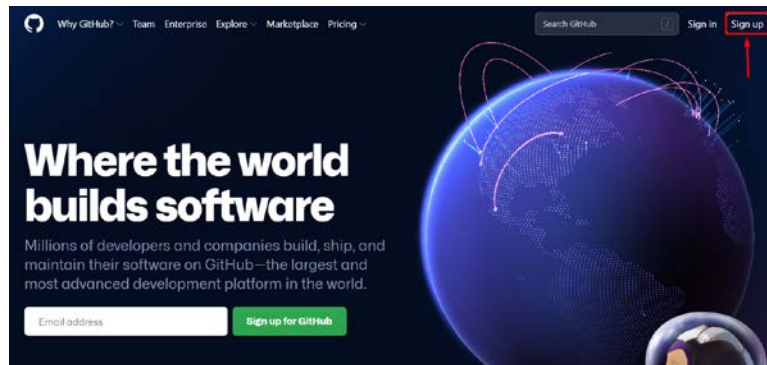 Why GitHub? Team Enterprise Explore Marketplace Pricing
Search GitHub /
Sign in
Sign up
Where the world
builds software
Millions of developers and companies build, ship, and
maintain their software on GitHub—the largest and
most advanced development platform in the world.
Email address
Sign up for GitHub